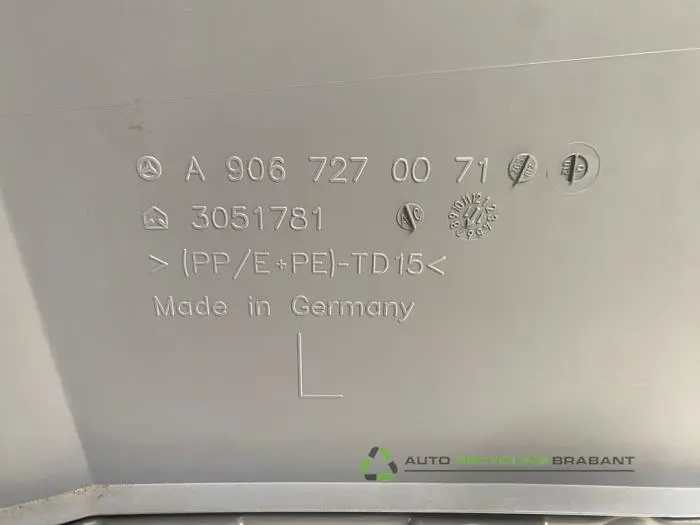 A 906 727 00 71
3051781
>(PP/E+PE)-TD15<
Made in Germany
L
AUTO RECYCLING BRABANT